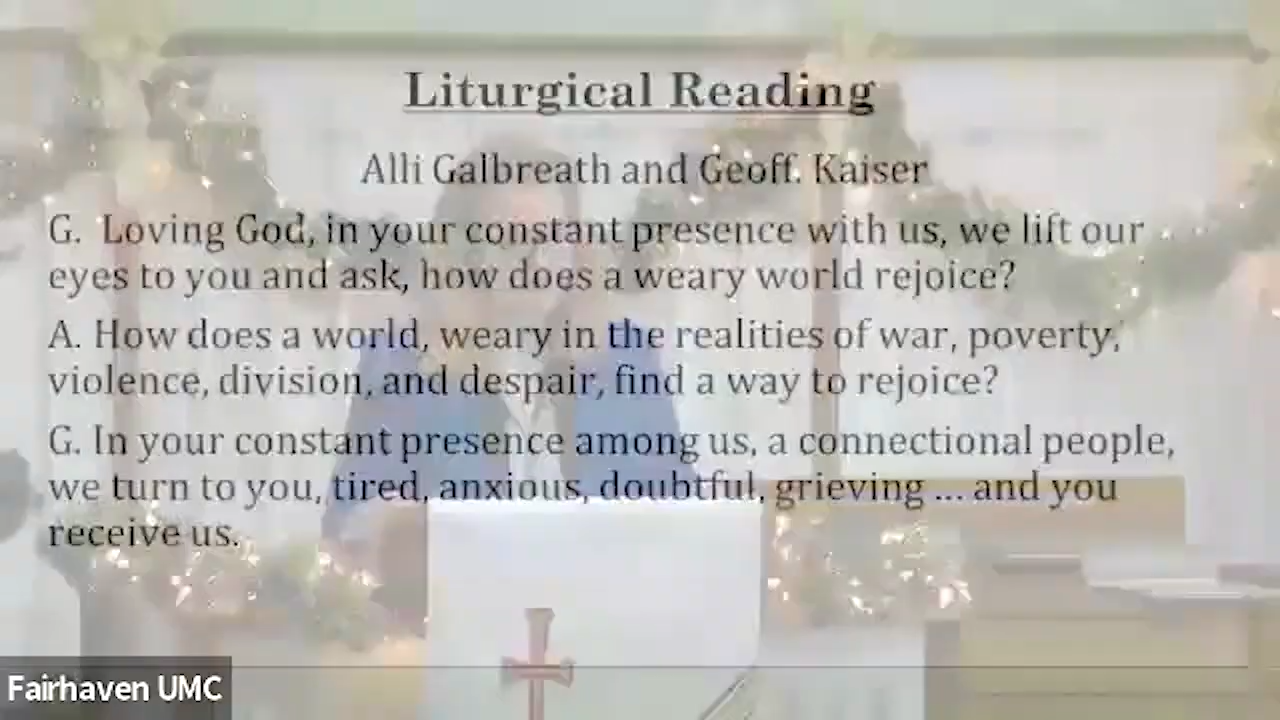 Liturgical Reading
Alli Galbreath and Geoff. Kaiser
G. Loving God, in your constant presence with us, we lift our
eyes to you and ask, how does a weary world rejoice?
A. How does a world, weary in the realities of war, poverty,
violence, division, and despair, find a way to rejoice?
G. In your constant presence among us, a connectional people,
we turn to you, tired, anxious, doubtful, grieving ... and you
receive us.
Fairhaven UMC